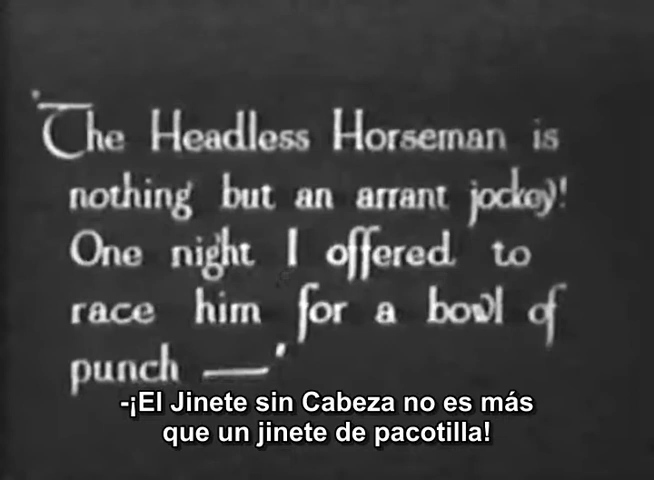 'The Headless Horseman is
nothing but an arrant jockey!
One night I offered to
race him for a bowl of
punch —'
-¡El Jinete sin Cabeza no es más
que un jinete de pacotilla!